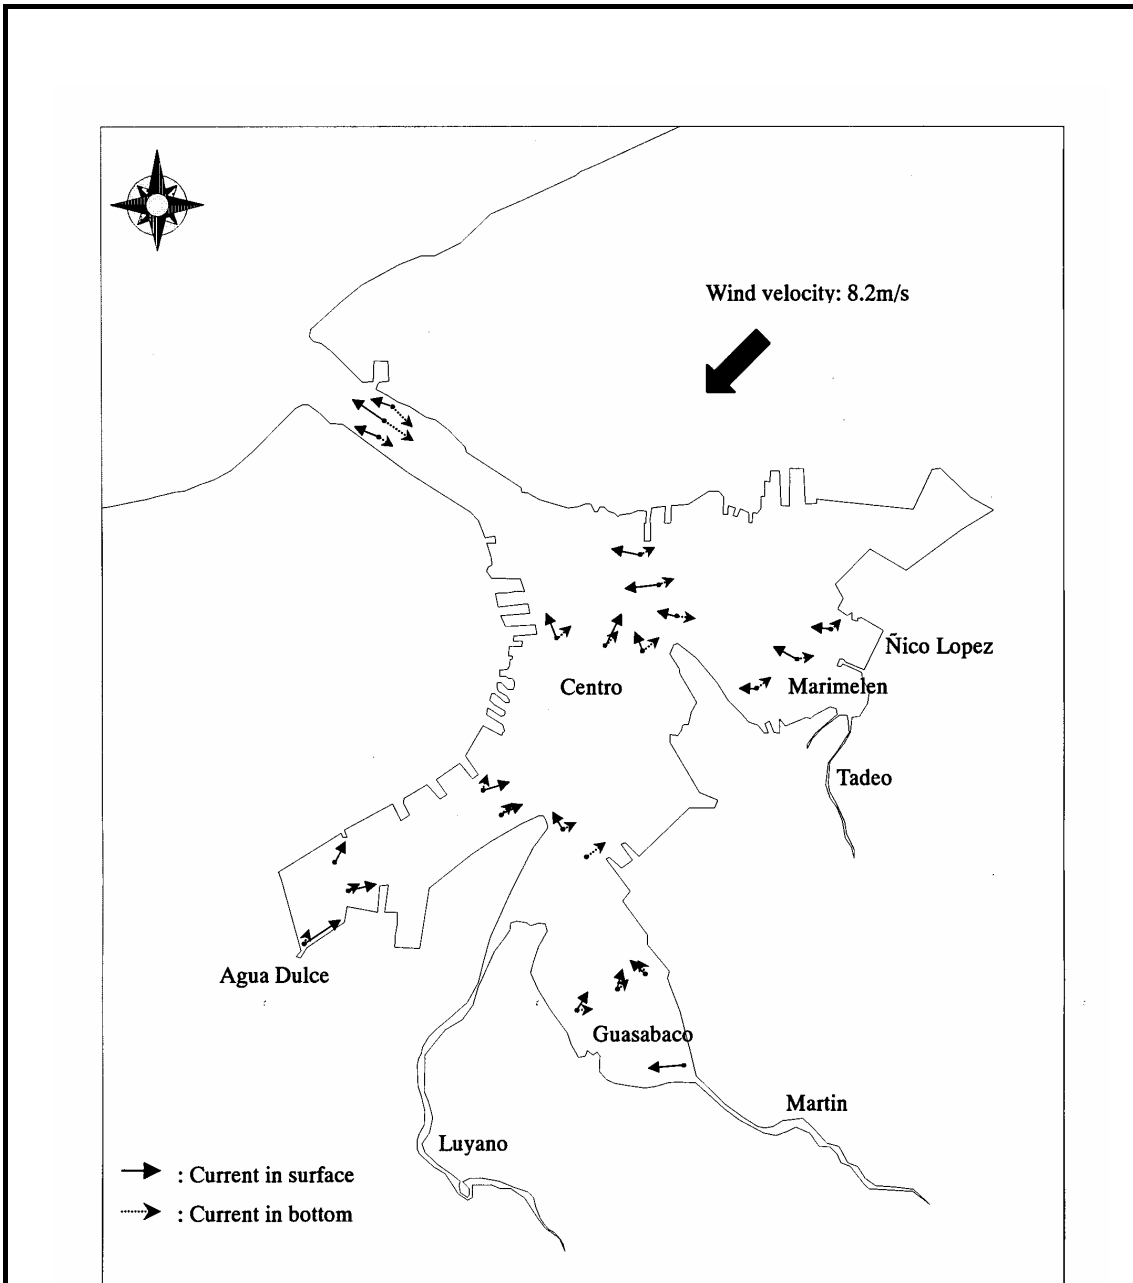 Wind velocity: 8.2m/s
Ñico Lopez
Centro
Marimelen
Tadeo
Agua Dulce
Guasabaco
Martin
Luyano
: Current in surface
: Current in bottom